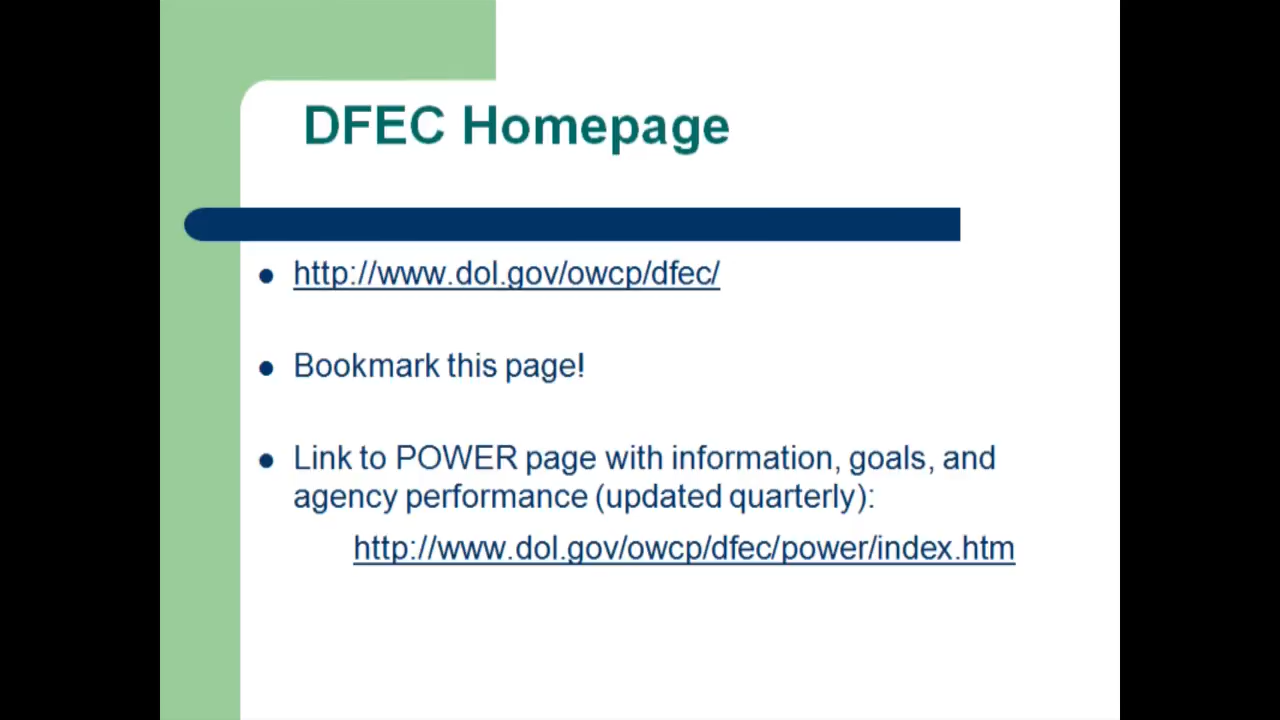 DFEC Homepage
http://www.dol.gov/owcp/dfec/
Bookmark this page!
Link to POWER page with information, goals, and
agency performance (updated quarterly):
http://www.dol.gov/owcp/dfec/power/index.htm